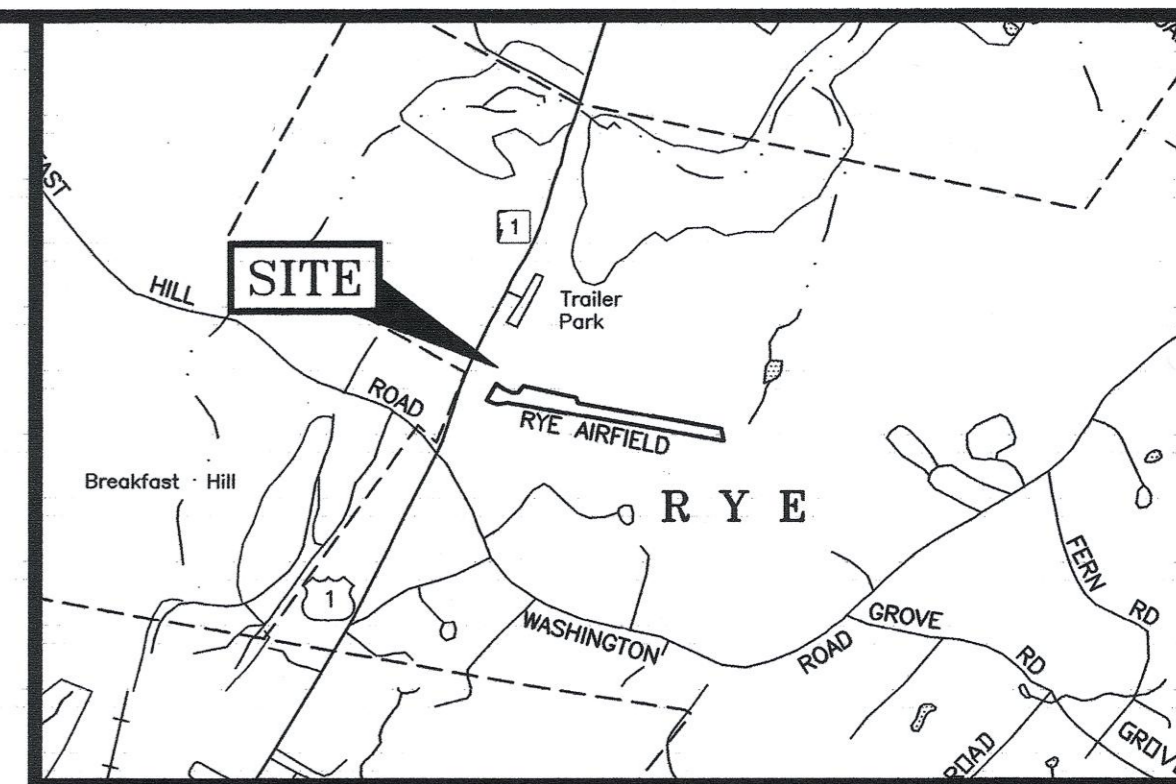 AST
1
HILL
SITE
Trailer
Park
ROAD
RYE AIRFIELD
Breakfast Hill
R Y E
FERN
RD
1
GROVE
RD
WASHINGTON
ROAD
ROAD
GROV